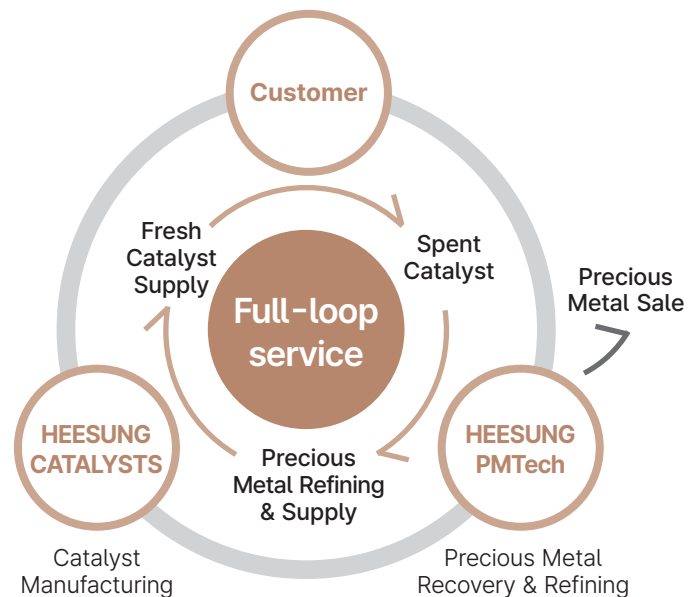 Customer
Fresh
Catalyst
Supply
Spent
Catalyst
Precious
Metal Sale
Full-loop
service
HEESUNG
CATALYSTS
HEESUNG
PMTech
Precious
Metal Refining
& Supply
Catalyst
Manufacturing
Precious Metal
Recovery & Refining